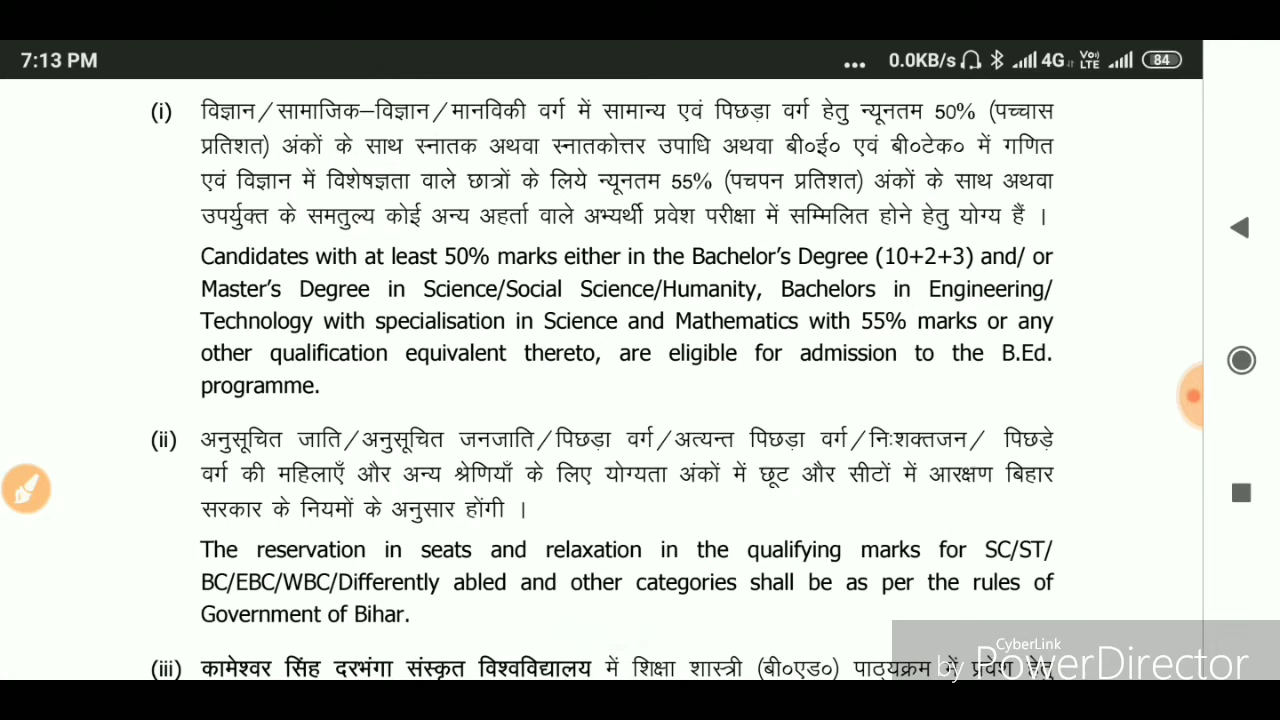 7:13 PM
... 0.0KB/s 4G Vo) LTE 84
(i) विज्ञान/सामाजिक–विज्ञान/मानविकी वर्ग में सामान्य एवं पिछड़ा वर्ग हेतु न्यूनतम 50% (पच्चास
प्रतिशत) अंकों के साथ स्नातक अथवा स्नातकोत्तर उपाधि अथवा बी०ई० एवं बी०टेक० में गणित
एवं विज्ञान में विशेषज्ञता वाले छात्रों के लिये न्यूनतम 55% (पचपन प्रतिशत) अंकों के साथ अथवा
उपर्युक्त के समतुल्य कोई अन्य अहर्ता वाले अभ्यर्थी प्रवेश परीक्षा में सम्मिलित होने हेतु योग्य हैं ।
Candidates with at least 50% marks either in the Bachelor's Degree (10+2+3) and/ or
Master's Degree in Science/Social Science/Humanity, Bachelors in Engineering/
Technology with specialisation in Science and Mathematics with 55% marks or any
other qualification equivalent thereto, are eligible for admission to the B.Ed.
programme.
(ii) अनुसूचित जाति/अनुसूचित जनजाति/पिछड़ा वर्ग/अत्यन्त पिछड़ा वर्ग/निःशक्तजन/ पिछड़े
वर्ग की महिलाएँ और अन्य श्रेणियाँ के लिए योग्यता अंकों में छूट और सीटों में आरक्षण बिहार
सरकार के नियमों के अनुसार होंगी ।
The reservation in seats and relaxation in the qualifying marks for SC/ST/
BC/EBC/WBC/Differently abled and other categories shall be as per the rules of
Government of Bihar.
(iii) कामेश्वर सिंह दरभंगा संस्कृत विश्वविद्यालय में शिक्षा शास्त्री (बी०एड०) पाठ्यक्रम में प्रवेश हेतु
CyberLink
by PowerDirector